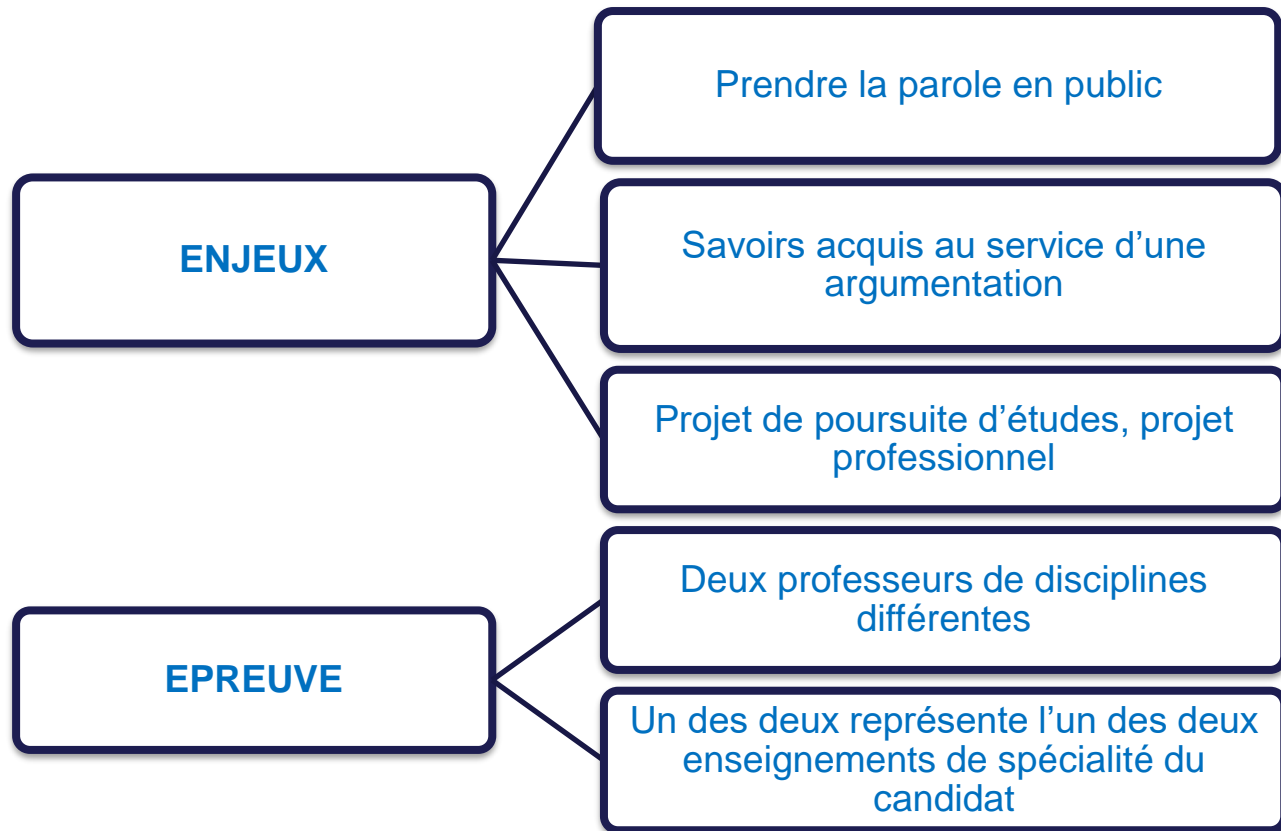 ENJEUX
Prendre la parole en public
Savoirs acquis au service d’une
argumentation
Projet de poursuite d’études, projet
professionnel
EPREUVE
Deux professeurs de disciplines
différentes
Un des deux représente l’un des deux
enseignements de spécialité du
candidat